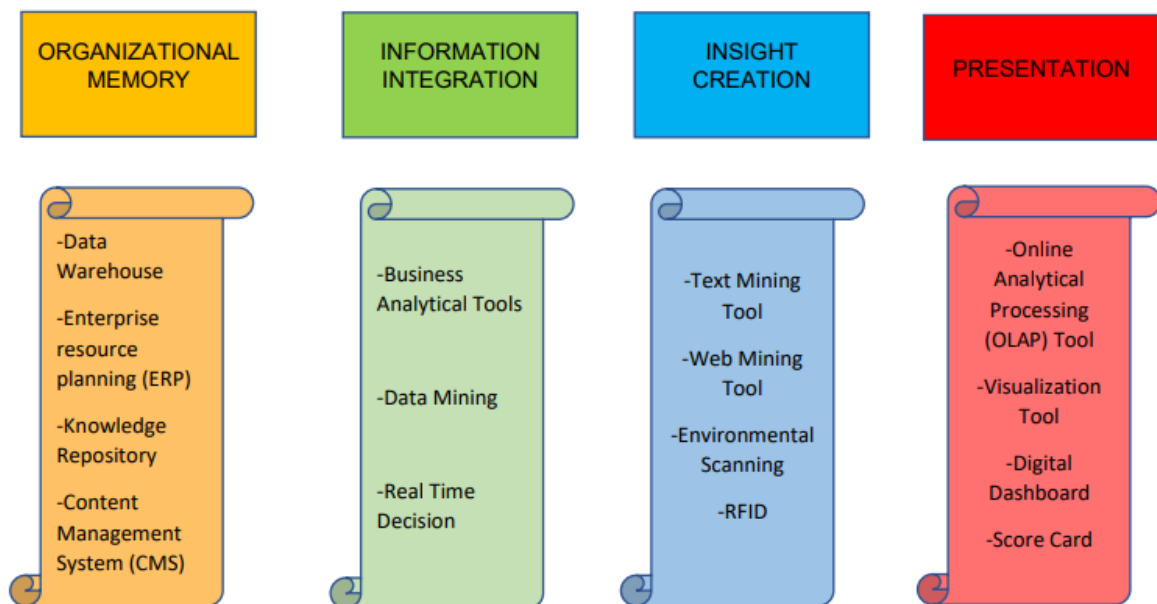 ORGANIZATIONAL
MEMORY
INFORMATION
INTEGRATION
INSIGHT
CREATION
PRESENTATION
-Data
Warehouse
-Enterprise
resource
planning (ERP)
-Knowledge
Repository
-Content
Management
System (CMS)
-Business
Analytical Tools
-Data Mining
-Real Time
Decision
-Text Mining
Tool
-Web Mining
Tool
-Environmental
Scanning
-RFID
-Online
Analytical
Processing
(OLAP) Tool
-Visualization
Tool
-Digital
Dashboard
-Score Card